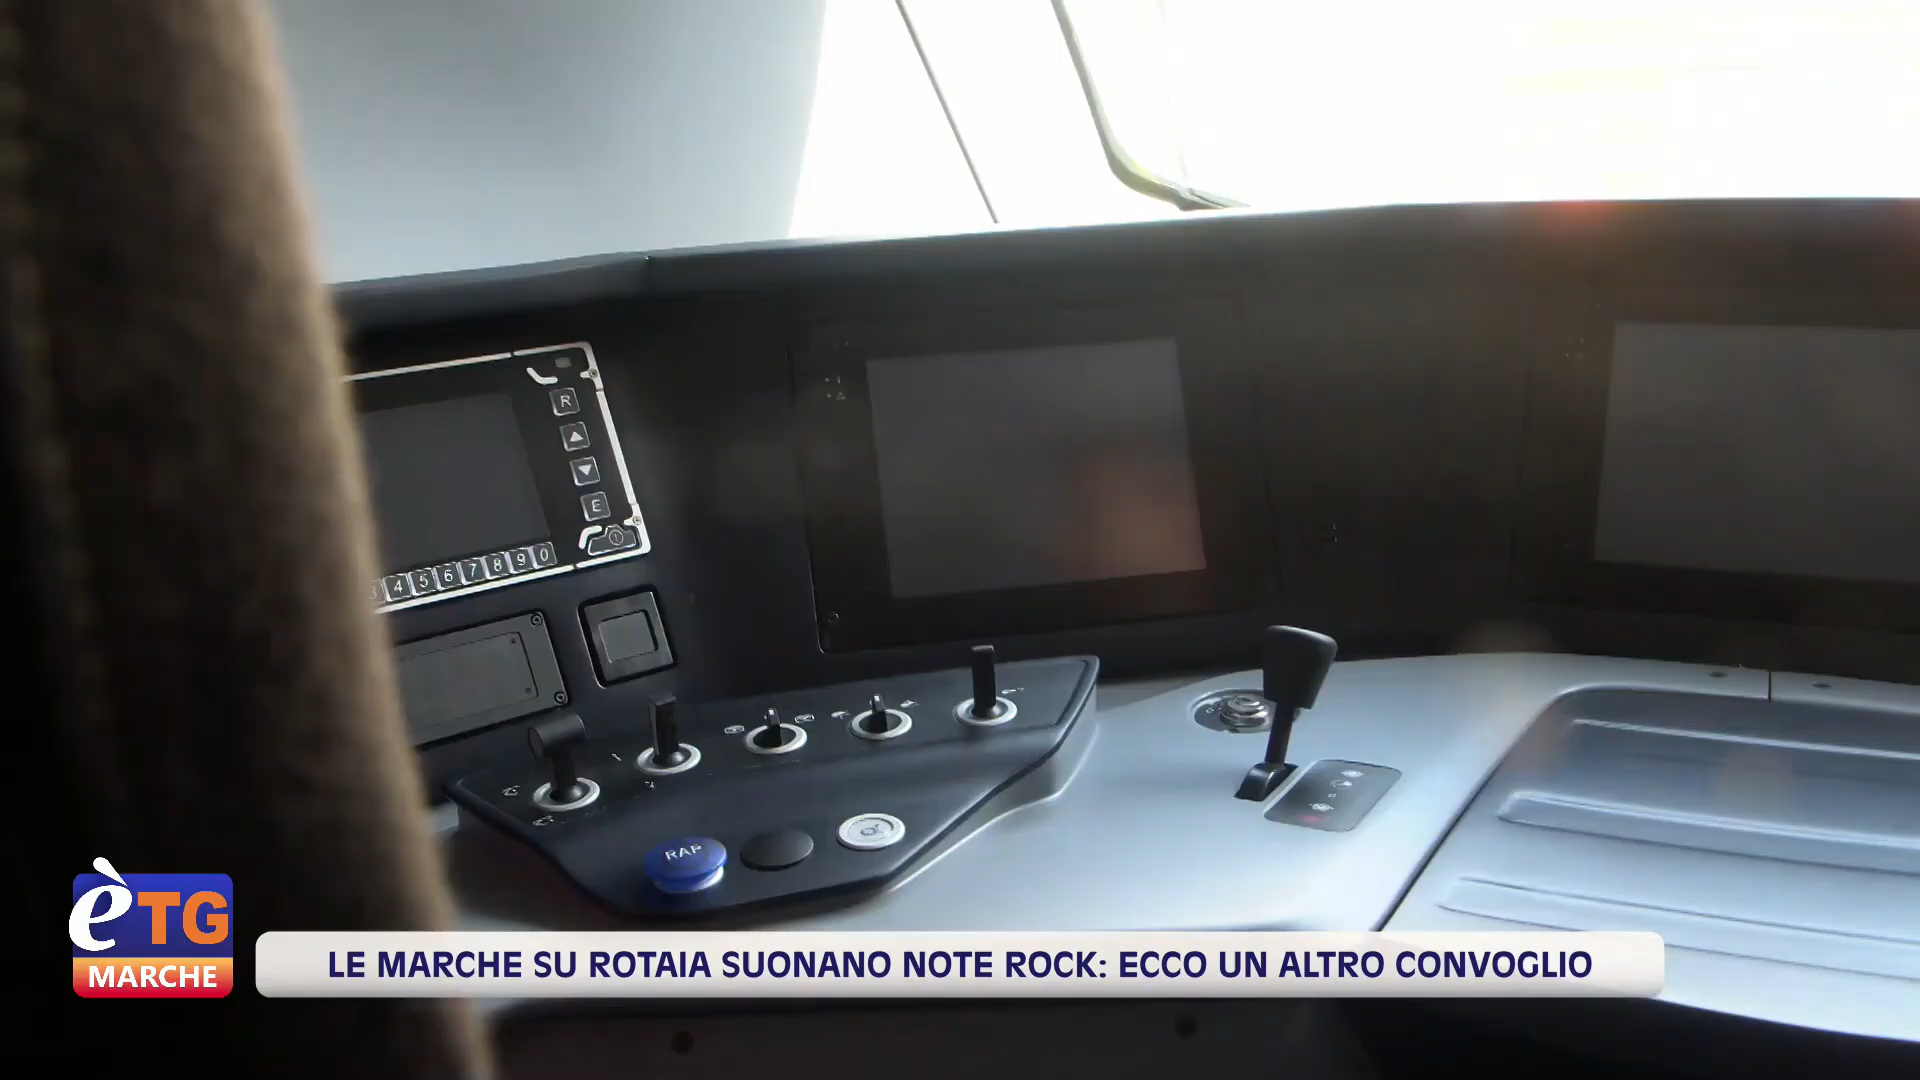 R
E
4 5 6 7 8 9 0
RAP
è TG
MARCHE
LE MARCHE SU ROTAIA SUONANO NOTE ROCK: ECCO UN ALTRO CONVOGLIO